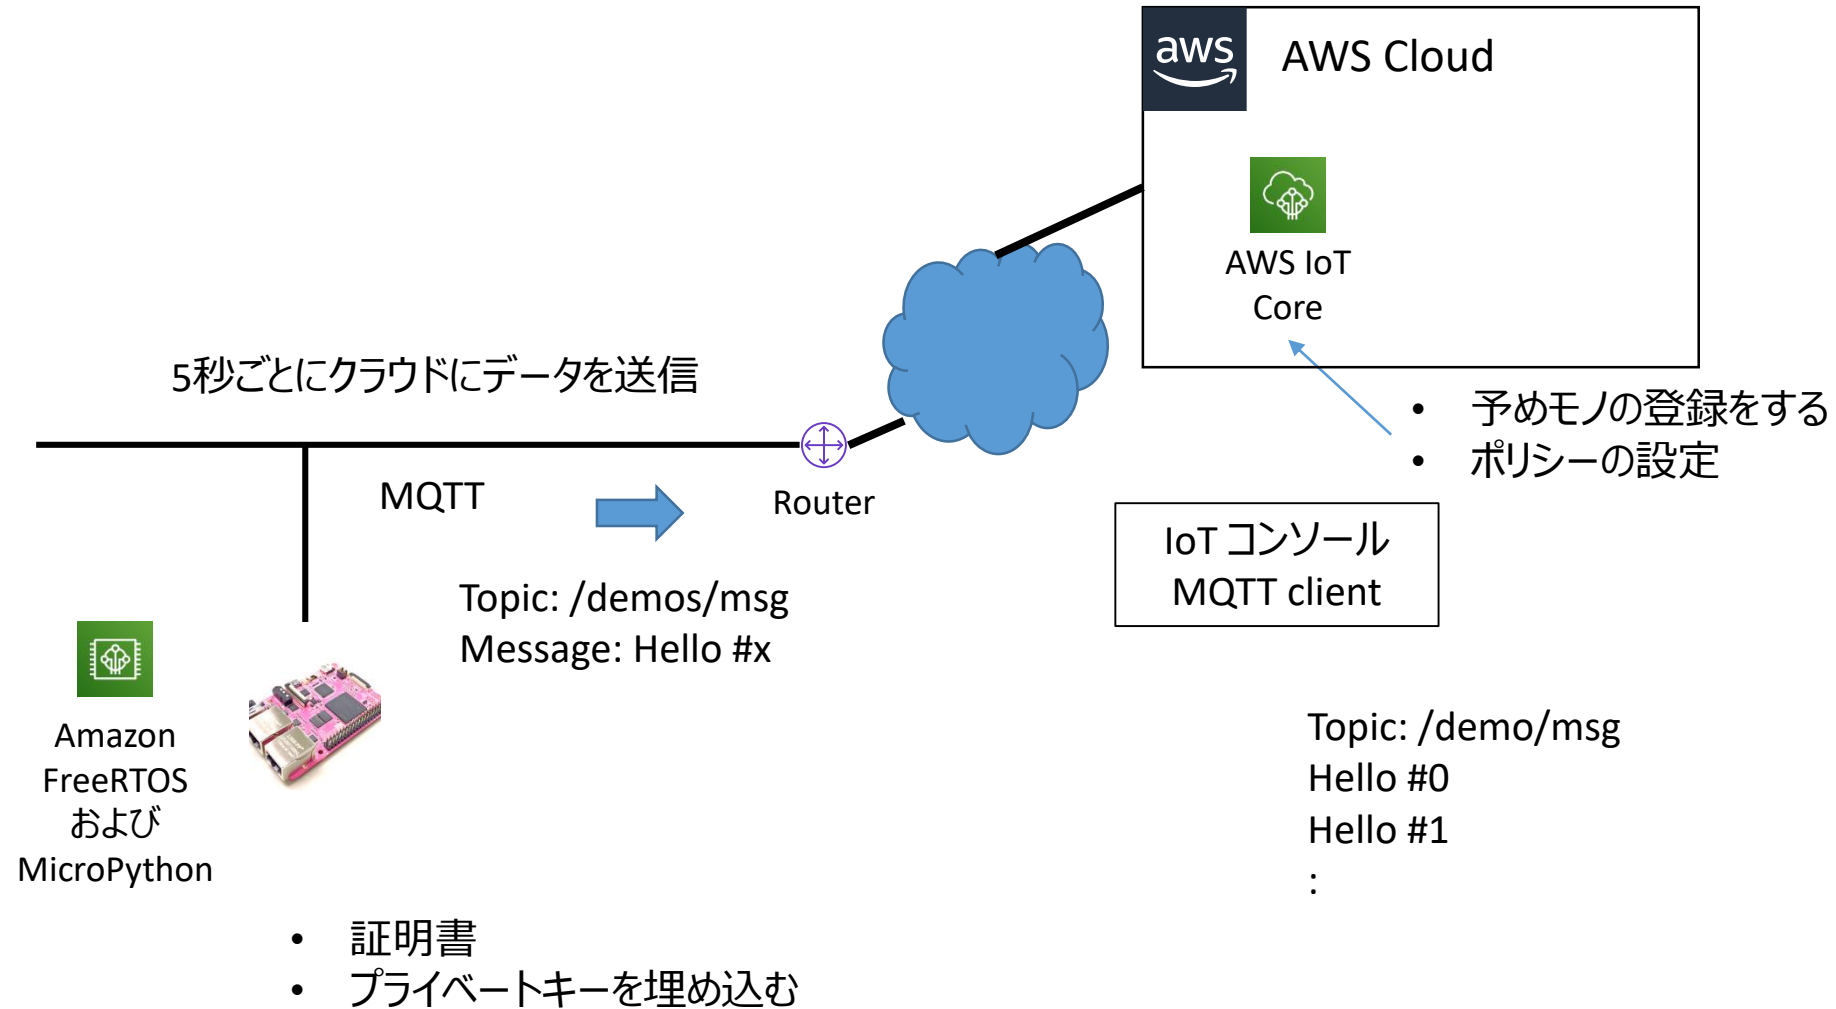 aws
AWS Cloud
AWS IoT
Core
5秒ごとにクラウドにデータを送信
• 予めモノの登録をする
• ポリシーの設定
MQTT
Router
IoT コンソール
MQTT client
Topic: /demos/msg
Message: Hello #x
Amazon
FreeRTOS
および
MicroPython
Topic: /demo/msg
Hello #0
Hello #1
:
• 証明書
• プライベートキーを埋め込む